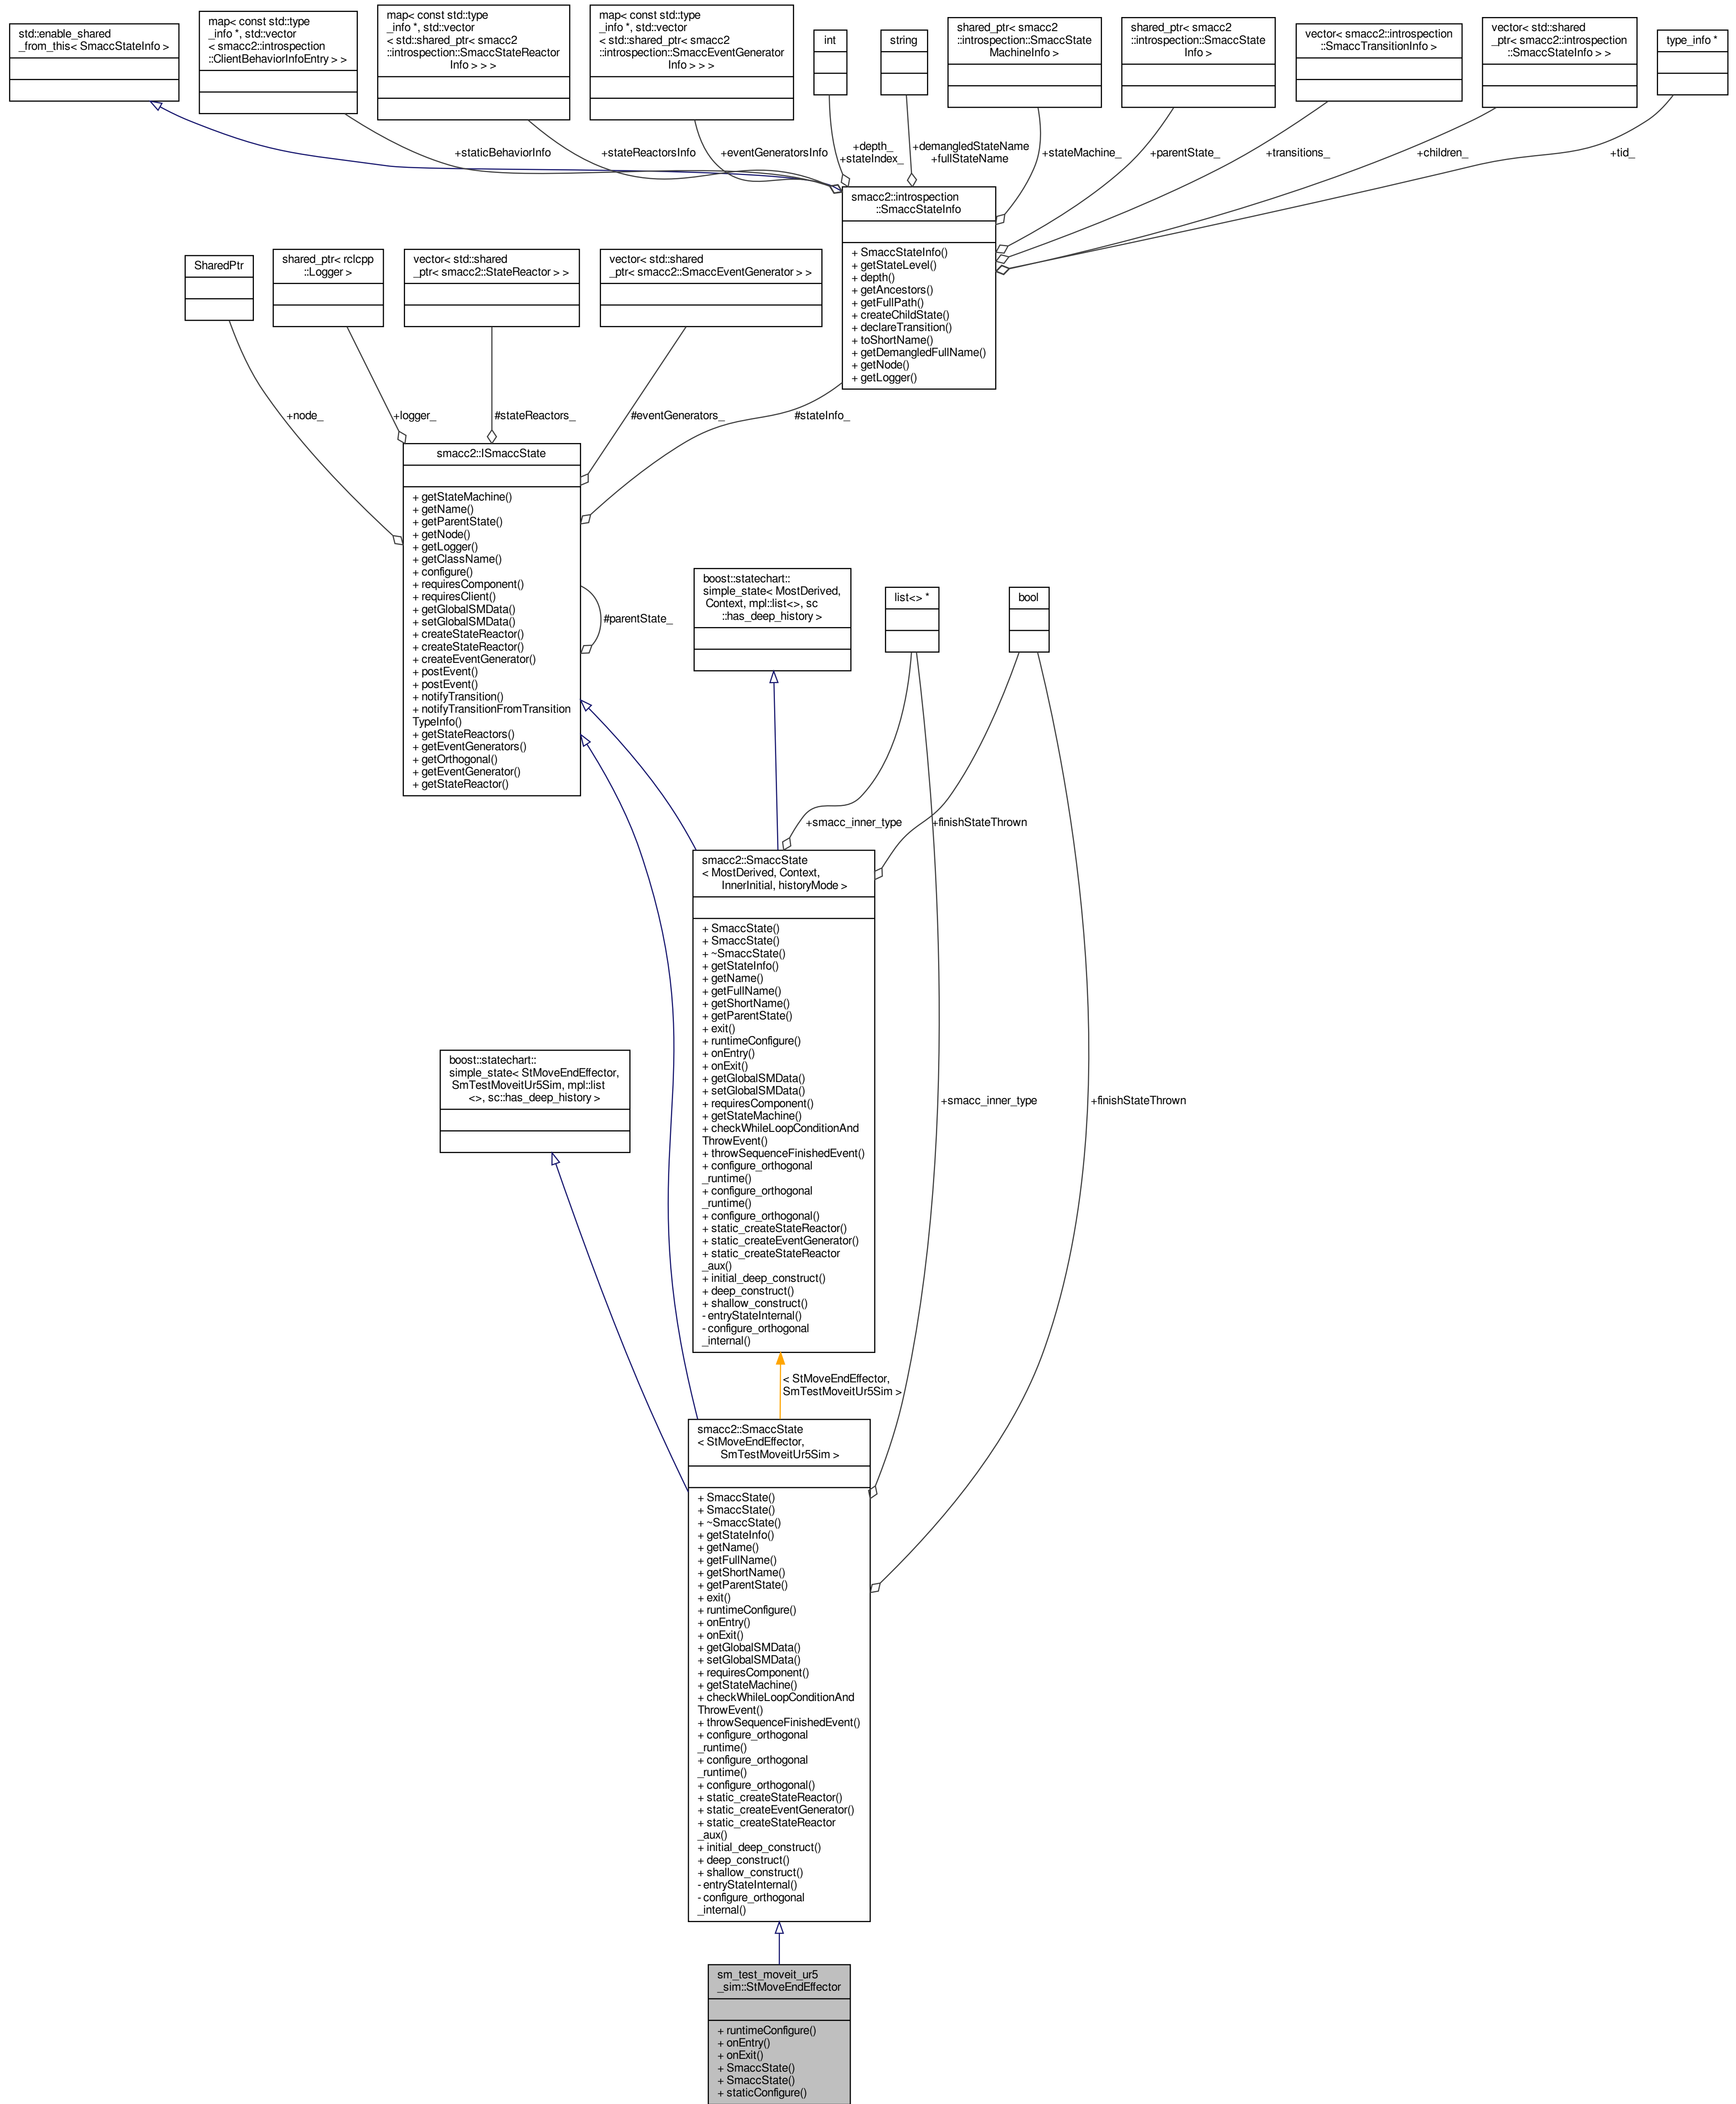 std::enable_shared
_from_this< SmaccStateInfo >
map< const std::type
_info *, std::vector
< smacc2::introspection
::ClientBehaviorInfoEntry > >
map< const std::type
_info *, std::vector
< std::shared_ptr< smacc2
::introspection::SmaccStateReactor
Info > > >
map< const std::type
_info *, std::vector
< std::shared_ptr< smacc2
::introspection::SmaccEventGenerator
Info > > >
int
string
shared_ptr< smacc2
::introspection::SmaccState
MachineInfo >
shared_ptr< smacc2
::introspection::SmaccState
Info >
vector< smacc2::introspection
::SmaccTransitionInfo >
vector< std::shared
_ptr< smacc2::introspection
::SmaccStateInfo > >
type_info *
+staticBehaviorInfo
+stateReactorsInfo
+eventGeneratorsInfo
+depth_
+stateIndex_
+demangledStateName
+fullStateName
+stateMachine_
+parentState_
+transitions_
+children_
+tid_
smacc2::introspection
::SmaccStateInfo
+ SmaccStateInfo()
+ getStateLevel()
+ depth()
+ getAncestors()
+ getFullPath()
+ createChildState()
+ declareTransition()
+ toShortName()
+ getDemangledFullName()
+ getNode()
+ getLogger()
SharedPtr
shared_ptr< rclcpp
::Logger >
vector< std::shared
_ptr< smacc2::StateReactor > >
vector< std::shared
_ptr< smacc2::SmaccEventGenerator > >
+node_
+logger_
#stateReactors_
#eventGenerators_
#stateInfo_
smacc2::ISmaccState
+ getStateMachine()
+ getName()
+ getParentState()
+ getNode()
+ getLogger()
+ getClassName()
+ configure()
+ requiresComponent()
+ requiresClient()
+ getGlobalSMData()
+ setGlobalSMData()
+ createStateReactor()
+ createStateReactor()
+ createEventGenerator()
+ postEvent()
+ postEvent()
+ notifyTransition()
+ notifyTransitionFromTransition
TypeInfo()
+ getStateReactors()
+ getEventGenerators()
+ getOrthogonal()
+ getEventGenerator()
+ getStateReactor()
#parentState_
boost::statechart::
simple_state< MostDerived,
Context, mpl::list<>, sc
::has_deep_history >
list<> *
bool
+smacc_inner_type
+finishStateThrown
smacc2::SmaccState
< MostDerived, Context,
InnerInitial, historyMode >
+ SmaccState()
+ SmaccState()
+ ~SmaccState()
+ getStateInfo()
+ getName()
+ getFullName()
+ getShortName()
+ getParentState()
+ exit()
+ runtimeConfigure()
+ onEntry()
+ onExit()
+ getGlobalSMData()
+ setGlobalSMData()
+ requiresComponent()
+ getStateMachine()
+ checkWhileLoopConditionAnd
ThrowEvent()
+ throwSequenceFinishedEvent()
+ configure_orthogonal
_runtime()
+ configure_orthogonal
_runtime()
+ configure_orthogonal()
+ static_createStateReactor()
+ static_createEventGenerator()
+ static_createStateReactor
_aux()
+ initial_deep_construct()
+ deep_construct()
+ shallow_construct()
- entryStateInternal()
- configure_orthogonal
_internal()
boost::statechart::
simple_state< StMoveEndEffector,
SmTestMoveitUr5Sim, mpl::list
<>, sc::has_deep_history >
+smacc_inner_type
+finishStateThrown
< StMoveEndEffector,
SmTestMoveitUr5Sim >
smacc2::SmaccState
< StMoveEndEffector,
SmTestMoveitUr5Sim >
+ SmaccState()
+ SmaccState()
+ ~SmaccState()
+ getStateInfo()
+ getName()
+ getFullName()
+ getShortName()
+ getParentState()
+ exit()
+ runtimeConfigure()
+ onEntry()
+ onExit()
+ getGlobalSMData()
+ setGlobalSMData()
+ requiresComponent()
+ getStateMachine()
+ checkWhileLoopConditionAnd
ThrowEvent()
+ throwSequenceFinishedEvent()
+ configure_orthogonal
_runtime()
+ configure_orthogonal
_runtime()
+ configure_orthogonal()
+ static_createStateReactor()
+ static_createEventGenerator()
+ static_createStateReactor
_aux()
+ initial_deep_construct()
+ deep_construct()
+ shallow_construct()
- entryStateInternal()
- configure_orthogonal
_internal()
sm_test_moveit_ur5
_sim::StMoveEndEffector
+ runtimeConfigure()
+ onEntry()
+ onExit()
+ SmaccState()
+ SmaccState()
+ staticConfigure()